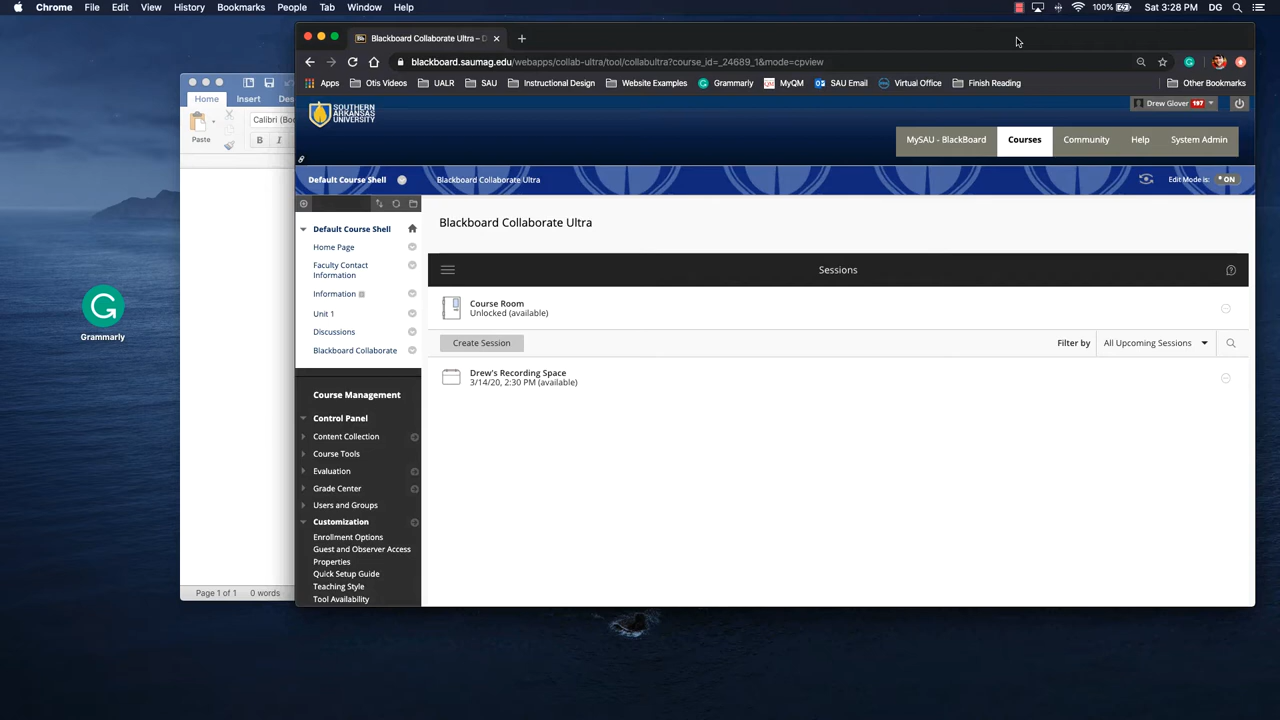 Chrome File Edit View History Bookmarks People Tab Window Help 100% Sat 3:28 PM DG
Blackboard Collaborate Ultra – D
blackboard.saumag.edu/webapps/collab-ultra/tool/collabultra?course_id=_24689_1&mode=cpview
Apps Otis Videos UALR SAUs Instructional Design Website Examples Grammarly MyQM SAU Email One Office Find Reading Other Bookmarks
Home Insert Des
Paste Calibri (Bo B I
SOUTHERN ARKANSAS UNIVERSITY
Drew Glover 197
MySAU - BlackBoard Courses Community Help System Admin
Default Course Shell Blackboard Collaborate Ultra Edit Mode is: ON
Default Course Shell
Home Page
Faculty Contact
Information
Information
Unit 1
Discussions
Blackboard Collaborate
Course Management
Control Panel
Content Collection
Course Tools
Evaluation
Grade Center
Users and Groups
Customization
Enrollment Options
Guest and Observer Access
Properties
Quick Setup Guide
Teaching Style
Tool Availability
Blackboard Collaborate Ultra
Sessions
Course Room
Unlocked (available)
Create Session Filter by All Upcoming Sessions
Drew's Recording Space
3/14/20, 2:30 PM (available)
Grammarly
Page 1 of 1 0 words